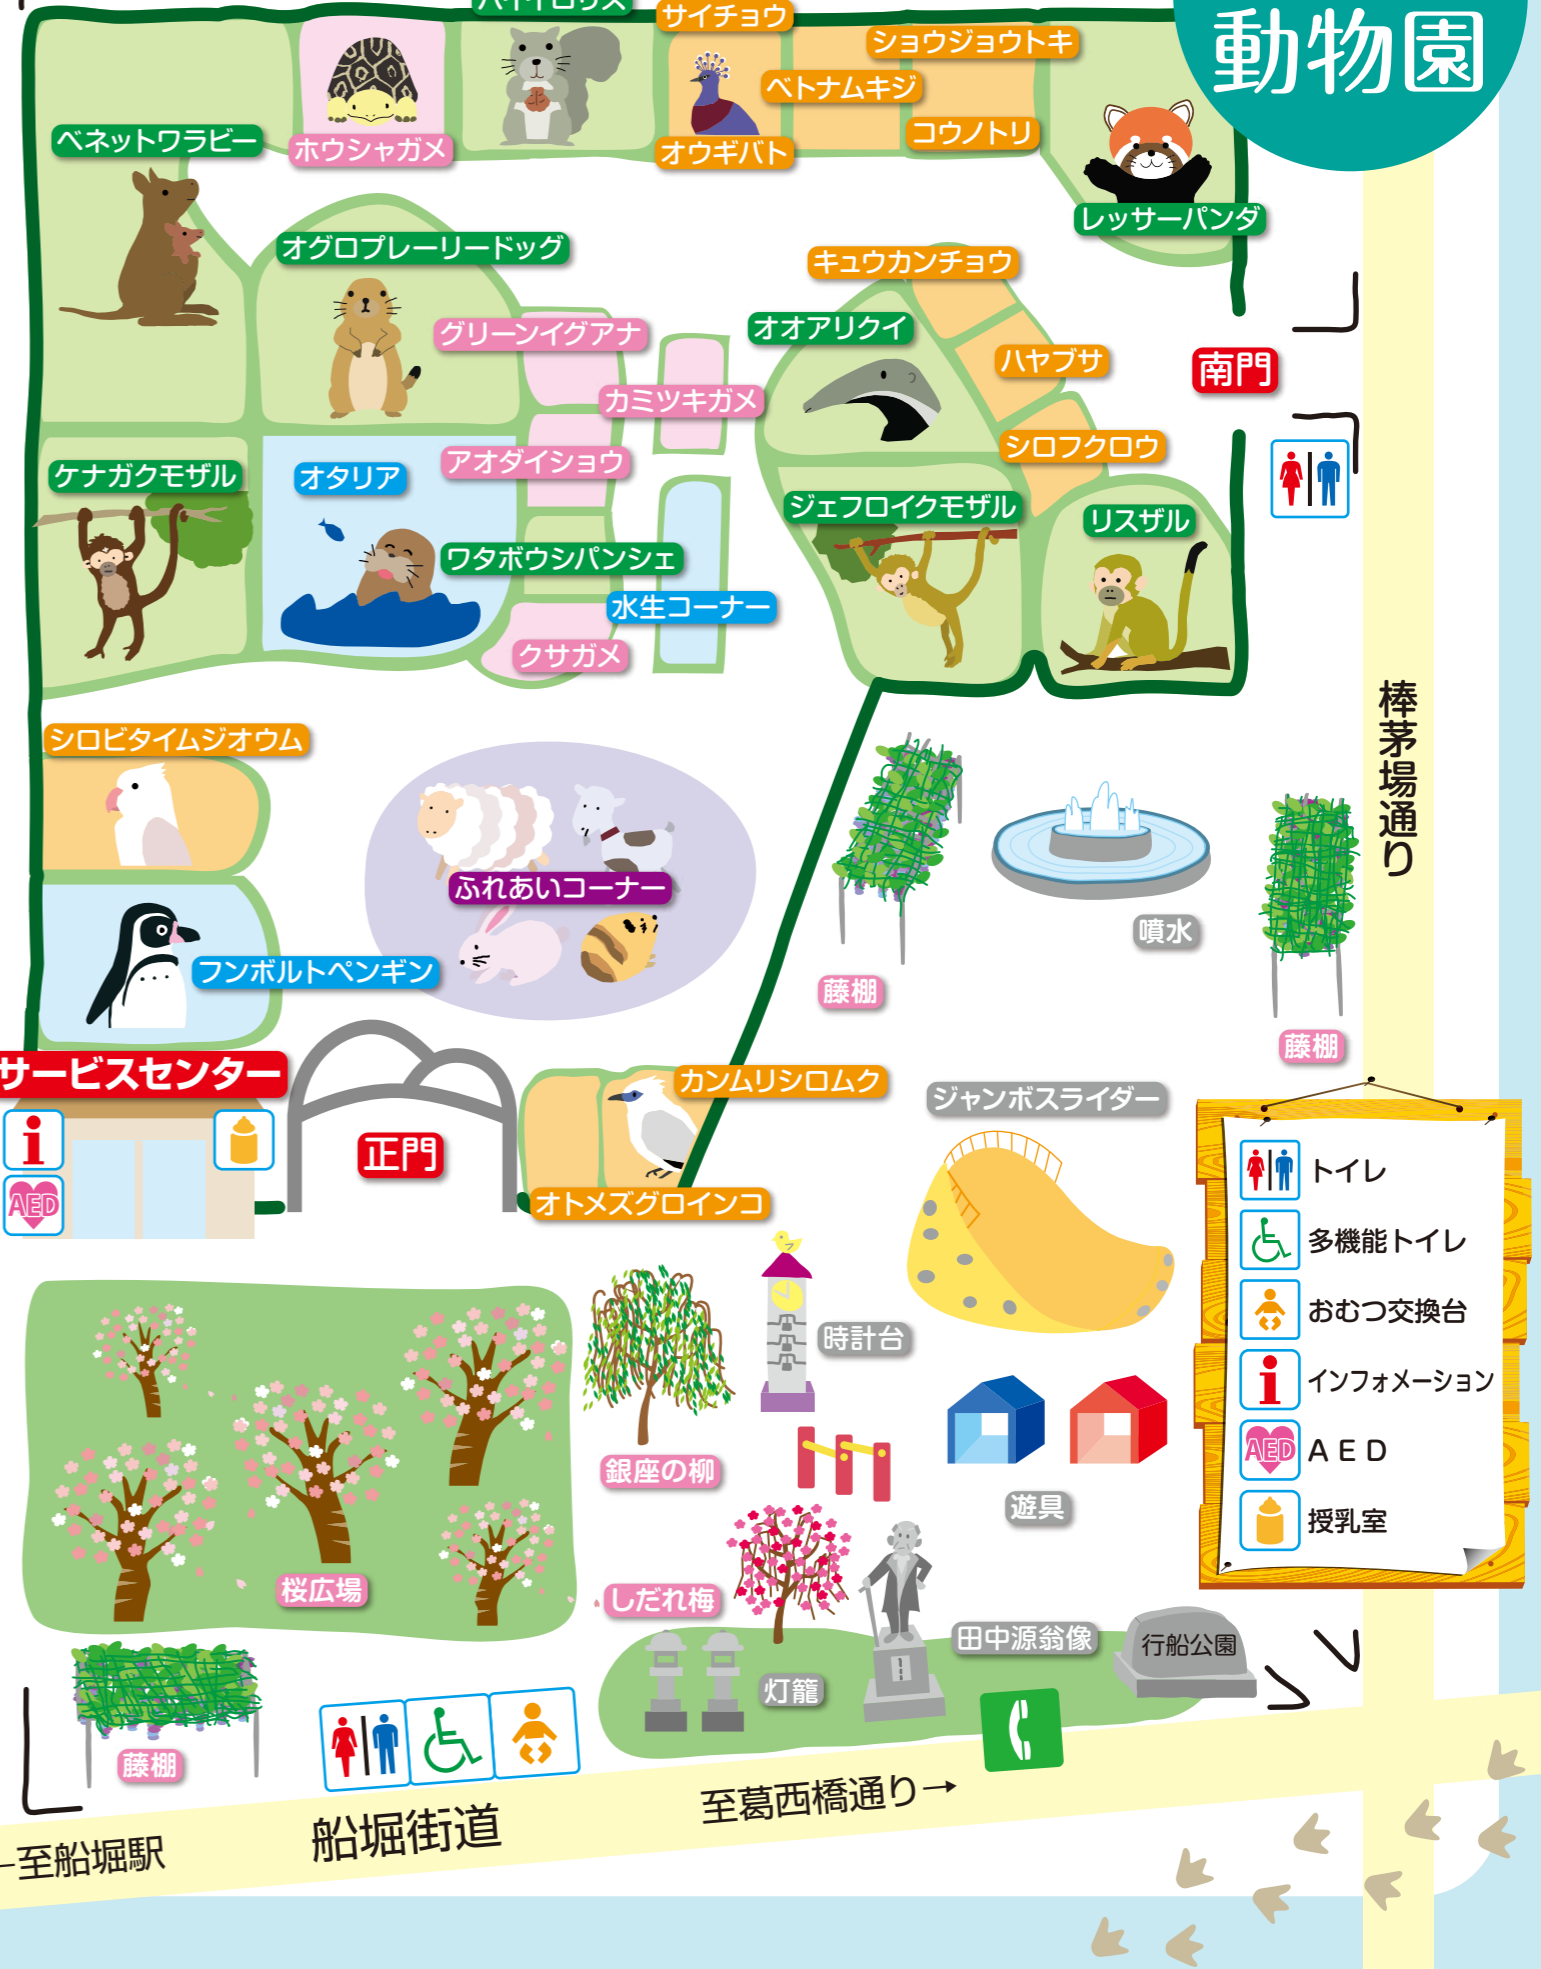 ハイイロリス
サイチョウ
ショウジョウトキ
動物園
ベトナムキジ
コウノトリ
ベネットワラビー
ホウシャガメ
オウギバト
レッサーパンダ
オグロプレーリードッグ
キュウカンチョウ
グリーンイグアナ
オオアリクイ
ハヤブサ
南門
カミツキガメ
シロフクロウ
アオダイショウ
ケナガクモザル
オタリア
ジェフロイクモザル
リスザル
ワタボウシパンシェ
水生コーナー
クサガメ
棒茅場通り
シロビタイムジオウム
ふれあいコーナー
噴水
フンボルトペンギン
藤棚
藤棚
サービスセンター
カンムリシロムク
ジャンボスライダー
i
正門
AED
オトメズグロインコ
トイレ
多機能トイレ
おむつ交換台
i インフォメーション
AED AED
授乳室
時計台
銀座の柳
遊具
桜広場
しだれ梅
田中源翁像
行船公園
灯籠
藤棚
至葛西橋通り→
船堀街道
←至船堀駅